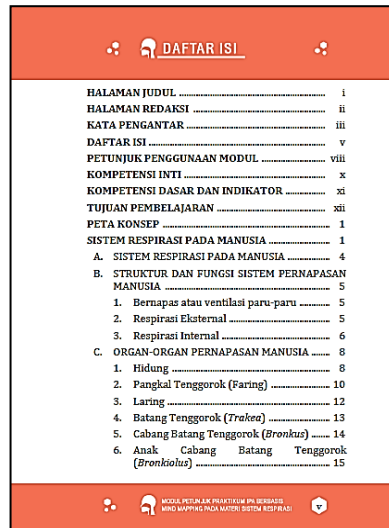 DAFTAR ISI
HALAMAN JUDUL ........ i
HALAMAN REDAKSI ........ ii
KATA PENGANTAR ........ iii
DAFTAR ISI ........ v
PETUNJUK PENGGUNAAN MODUL ........ viii
KOMPETENSI INTI ........ x
KOMPETENSI DASAR DAN INDIKATOR ........ xi
TUJUAN PEMBELAJARAN ........ xii
PETA KONSEP ........ 1
SISTEM RESPIRASI PADA MANUSIA ........ 1
A. SISTEM RESPIRASI PADA MANUSIA ........ 4
B. STRUKTUR DAN FUNGSI SISTEM PERNAPASAN
MANUSIA ........ 5
1. Bernapas atau ventilasi paru-paru ........ 5
2. Respirasi Eksternal ........ 5
3. Respirasi Internal ........ 6
C. ORGAN-ORGAN PERNAPASAN MANUSIA ........ 8
1. Hidung ........ 8
2. Pangkal Tenggorok (Faring) ........ 10
3. Laring ........ 12
4. Batang Tenggorok (Trakea) ........ 13
5. Cabang Batang Tenggorok (Bronkus) ........ 14
6. Anak Cabang Batang Tenggorok
(Bronkiolus) ........ 15
MODUL PETUNJUK PRAKTIKUM IPA BERBASIS
MIND MAPPING PADA MATERI SISTEM RESPIRASI
v